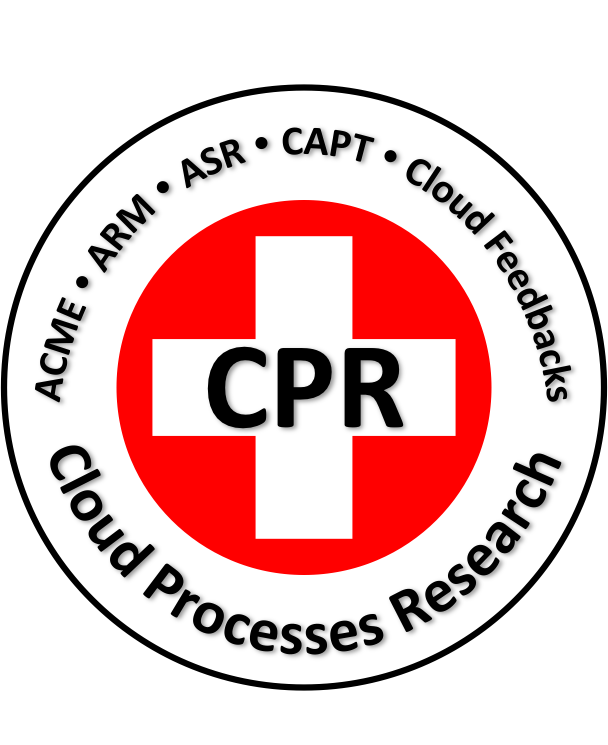 ACME • ARM • ASR • CAPT • Cloud Feedbacks
CPR
Cloud Processes Research